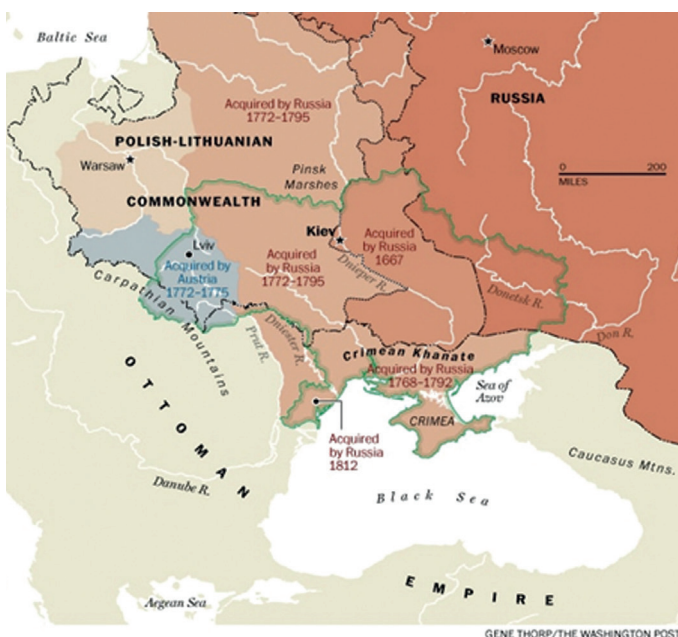 Baltic Sea
Moscow
RUSSIA
Acquired by Russia
1772–1795
POLISH-LITHUANIAN
Warsaw
Pinsk
Marshes
0 200
MILES
COMMONWEALTH
Kiev
Lviv
Acquired by
Austria
1772–1775
Acquired
by Russia
1772–1795
Acquired
by Russia
1667
Dnieper R.
Donetsk R.
Don R.
Carpathian Mountains
Prut R.
Dniester R.
Crimean Khanate
Acquired by Russia
1768–1792
Sea of
Azov
CRIMEA
Acquired
by Russia
1812
OTTOMAN
Danube R.
Caucasus Mtns.
Black Sea
Aegean Sea
EMPIRE
GENE THORP/THE WASHINGTON POST